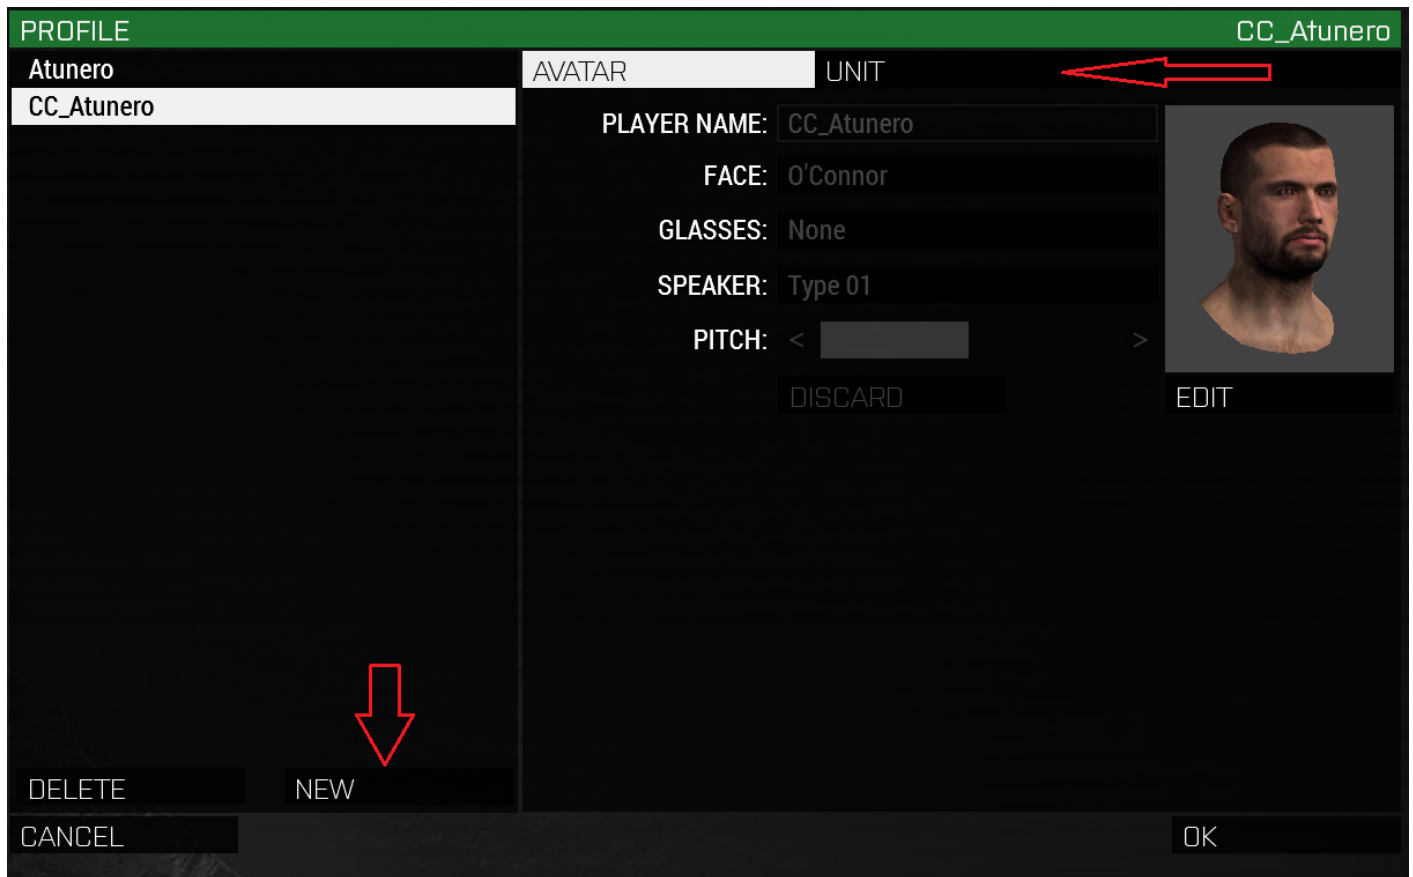 PROFILE CC_Atunero
Atunero
CC_Atunero
AVATAR UNIT
PLAYER NAME: CC_Atunero
FACE: O'Connor
GLASSES: None
SPEAKER: Type 01
PITCH: < >
DISCARD EDIT
DELETE NEW
CANCEL OK